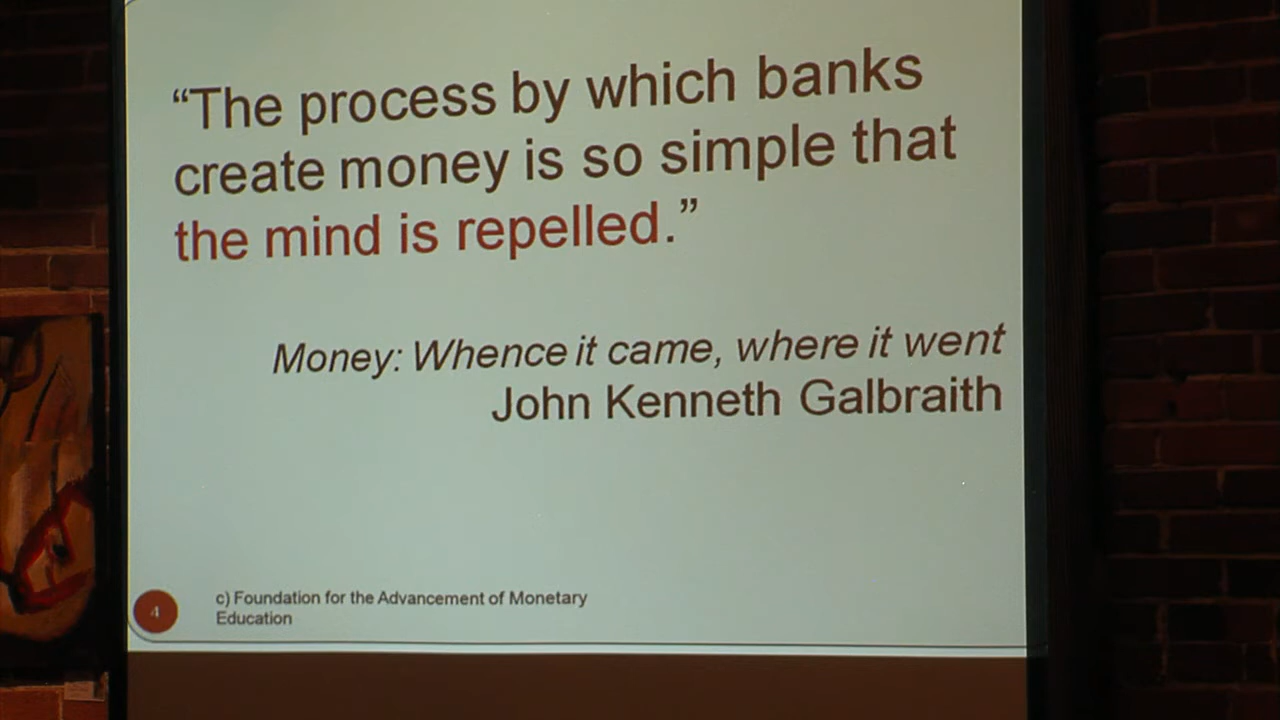 “The process by which banks
create money is so simple that
the mind is repelled.”
Money: Whence it came, where it went
John Kenneth Galbraith
4
c) Foundation for the Advancement of Monetary
Education